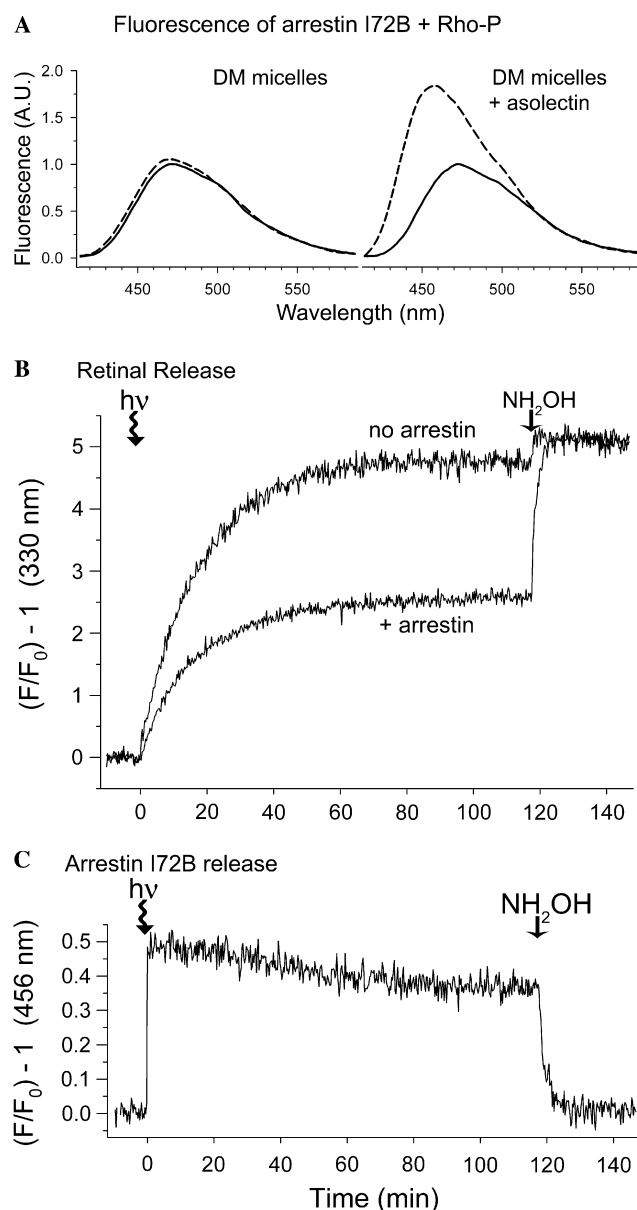 A Fluorescence of arrestin I72B + Rho-P
DM micelles
DM micelles
+ asolectin
Fluorescence (A.U.)
2.0
1.5
1.0
0.5
0.0
450 500 550 450 500 550
Wavelength (nm)
B Retinal Release
hν
NH₂OH
no arrestin
+ arrestin
(F/F₀) - 1 (330 nm)
5
4
3
2
1
0
0 20 40 60 80 100 120 140
C Arrestin I72B release
hν
NH₂OH
(F/F₀) - 1 (456 nm)
0.5
0.4
0.3
0.2
0.1
0.0
0 20 40 60 80 100 120 140
Time (min)